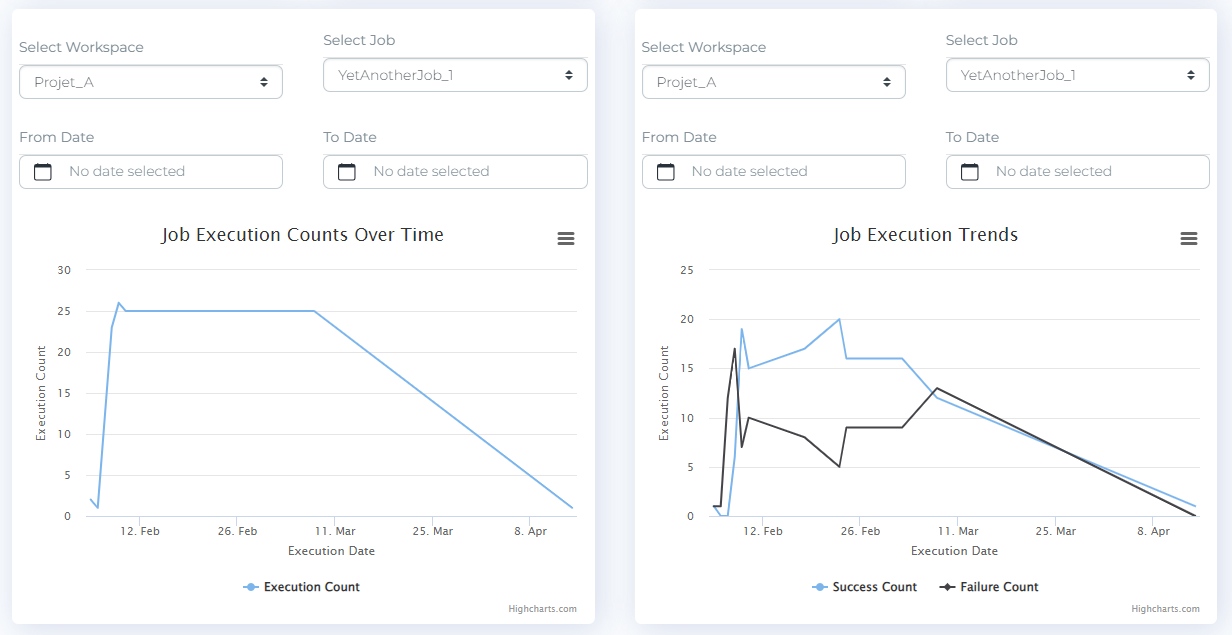 Select Workspace
Select Job
Projet_A
YetAnotherJob_1
From Date
To Date
No date selected
No date selected
Job Execution Counts Over Time
30
25
20
15
10
5
0
Execution Count
12. Feb
26. Feb
11. Mar
25. Mar
8. Apr
Execution Date
Execution Count
Highcharts.com
Select Workspace
Select Job
Projet_A
YetAnotherJob_1
From Date
To Date
No date selected
No date selected
Job Execution Trends
25
20
15
10
5
0
Execution Count
12. Feb
26. Feb
11. Mar
25. Mar
8. Apr
Execution Date
Success Count
Failure Count
Highcharts.com